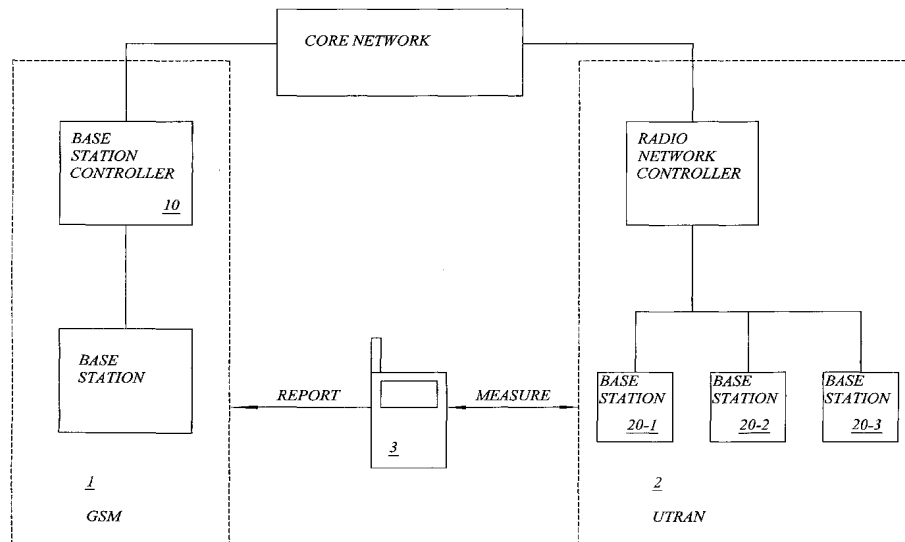 CORE NETWORK
BASE
STATION
CONTROLLER
10
RADIO
NETWORK
CONTROLLER
BASE
STATION
REPORT
MEASURE
3
BASE
STATION
20-1
BASE
STATION
20-2
BASE
STATION
20-3
1
GSM
2
UTRAN